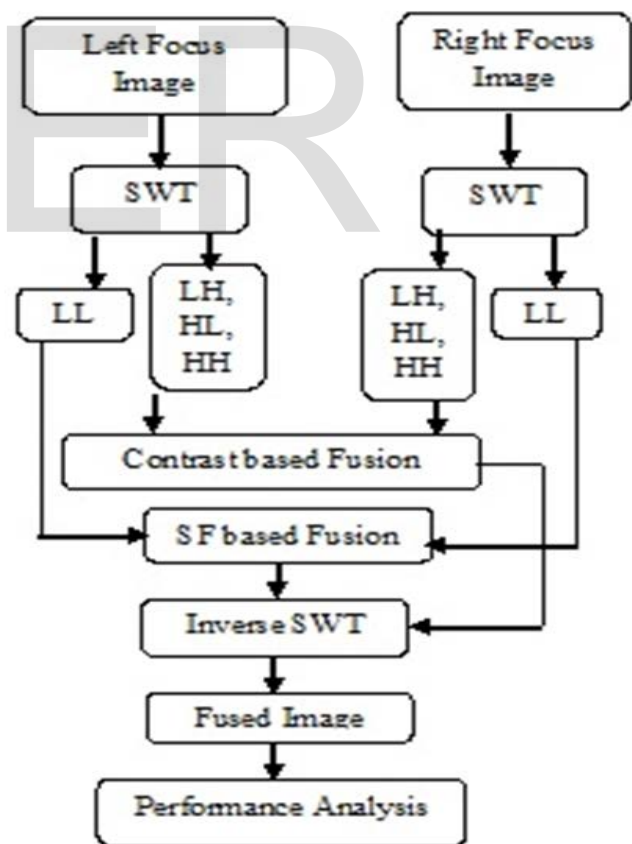 ER
Left Focus
Image
Right Focus
Image
SWT
SWT
LL
LH,
HL,
HH
LH,
HL,
HH
LL
Contrast based Fusion
SF based Fusion
Inverse SWT
Fused Image
Performance Analysis